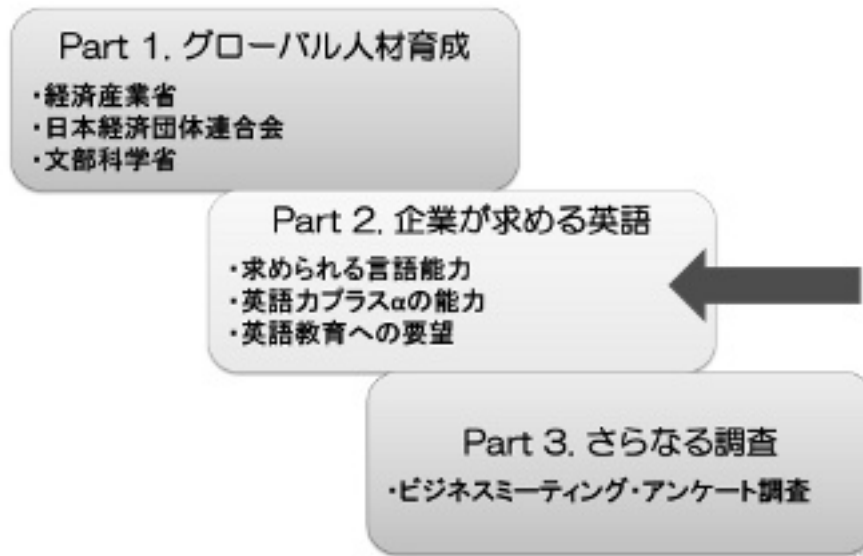 Part 1. グローバル人材育成
・経済産業省
・日本経済団体連合会
・文部科学省
Part 2. 企業が求める英語
・求められる言語能力
・英語力プラスαの能力
・英語教育への要望
Part 3. さらなる調査
・ビジネスミーティング・アンケート調査